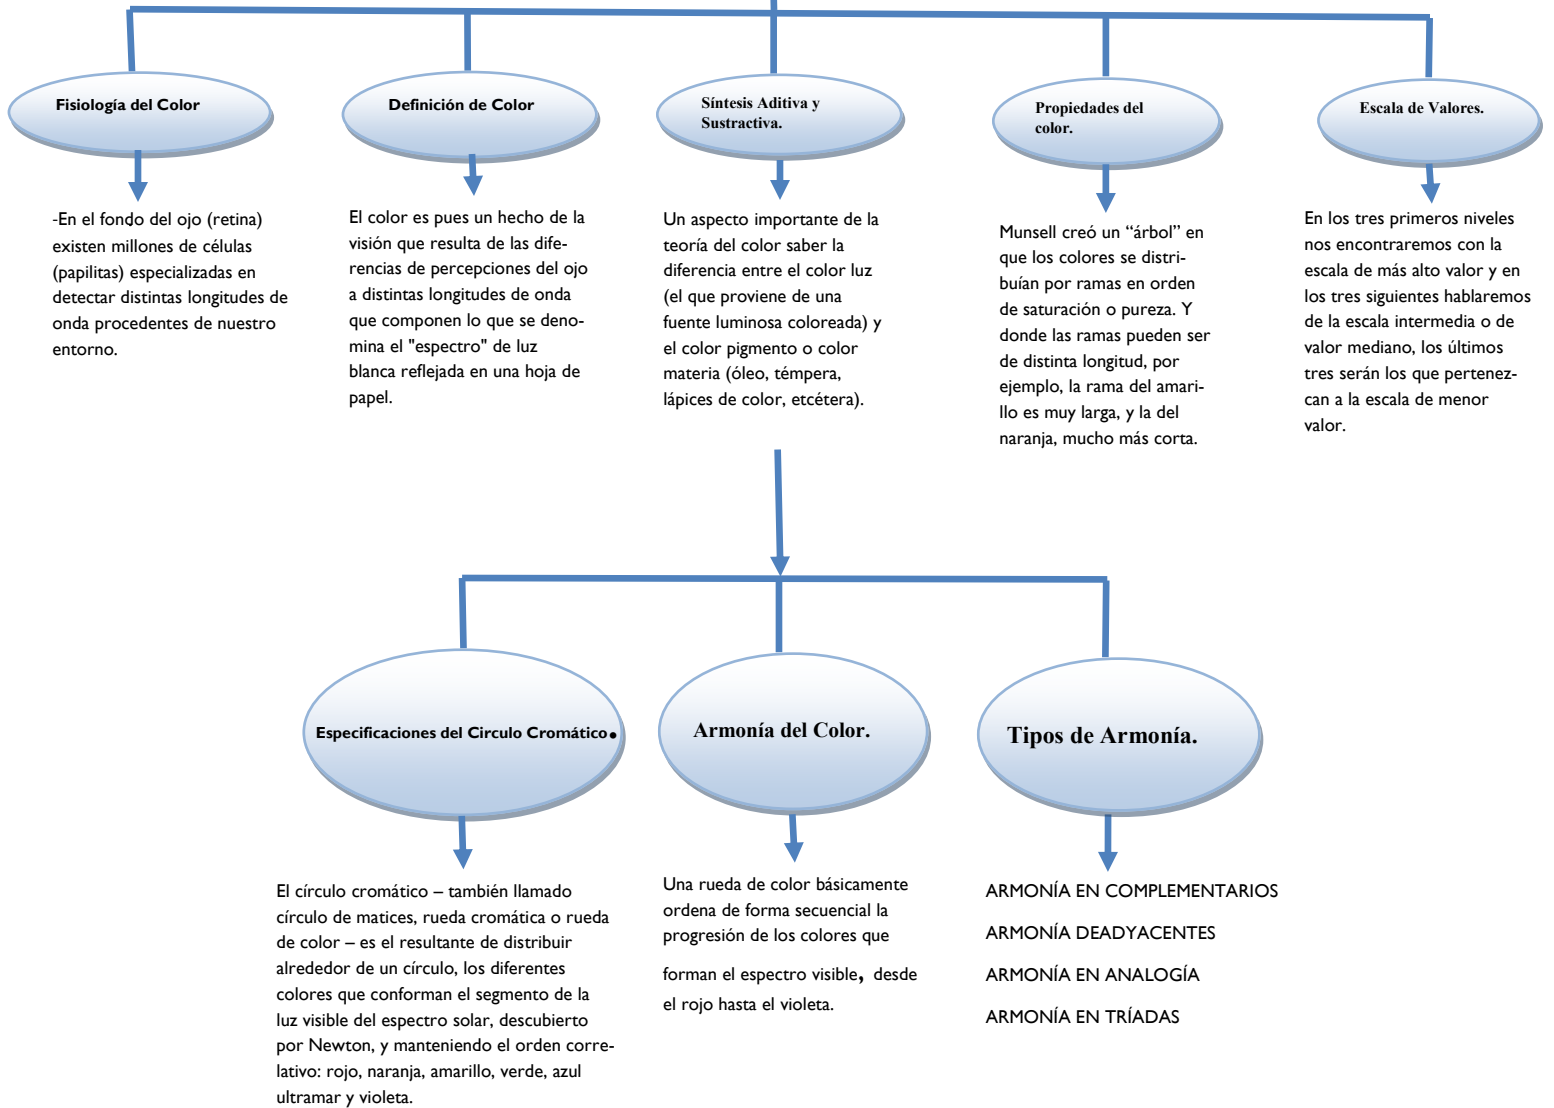 Fisiología del Color
-En el fondo del ojo (retina)
existen millones de células
(papilitas) especializadas en
detectar distintas longitudes de
onda procedentes de nuestro
entorno.
Definición de Color
El color es pues un hecho de la
visión que resulta de las dife-
rencias de percepciones del ojo
a distintas longitudes de onda
que componen lo que se deno-
mina el "espectro" de luz
blanca reflejada en una hoja de
papel.
Síntesis Aditiva y
Sustractiva.
Un aspecto importante de la
teoría del color saber la
diferencia entre el color luz
(el que proviene de una
fuente luminosa coloreada) y
el color pigmento o color
materia (óleo, témpera,
lápices de color, etcétera).
Propiedades del
color.
Munsell creó un “árbol” en
que los colores se distri-
buían por ramas en orden
de saturación o pureza. Y
donde las ramas pueden ser
de distinta longitud, por
ejemplo, la rama del amari-
llo es muy larga, y la del
naranja, mucho más corta.
Escala de Valores.
En los tres primeros niveles
nos encontraremos con la
escala de más alto valor y en
los tres siguientes hablaremos
de la escala intermedia o de
valor mediano, los últimos
tres serán los que pertenez-
can a la escala de menor
valor.
Especificaciones del Circulo Cromático.
El círculo cromático – también llamado
círculo de matices, rueda cromática o rueda
de color – es el resultante de distribuir
alrededor de un círculo, los diferentes
colores que conforman el segmento de la
luz visible del espectro solar, descubierto
por Newton, y manteniendo el orden corre-
lativo: rojo, naranja, amarillo, verde, azul
ultramar y violeta.
Armonía del Color.
Una rueda de color básicamente
ordena de forma secuencial la
progresión de los colores que
forman el espectro visible, desde
el rojo hasta el violeta.
Tipos de Armonía.
ARMONÍA EN COMPLEMENTARIOS
ARMONÍA DEADYACENTES
ARMONÍA EN ANALOGÍA
ARMONÍA EN TRÍADAS